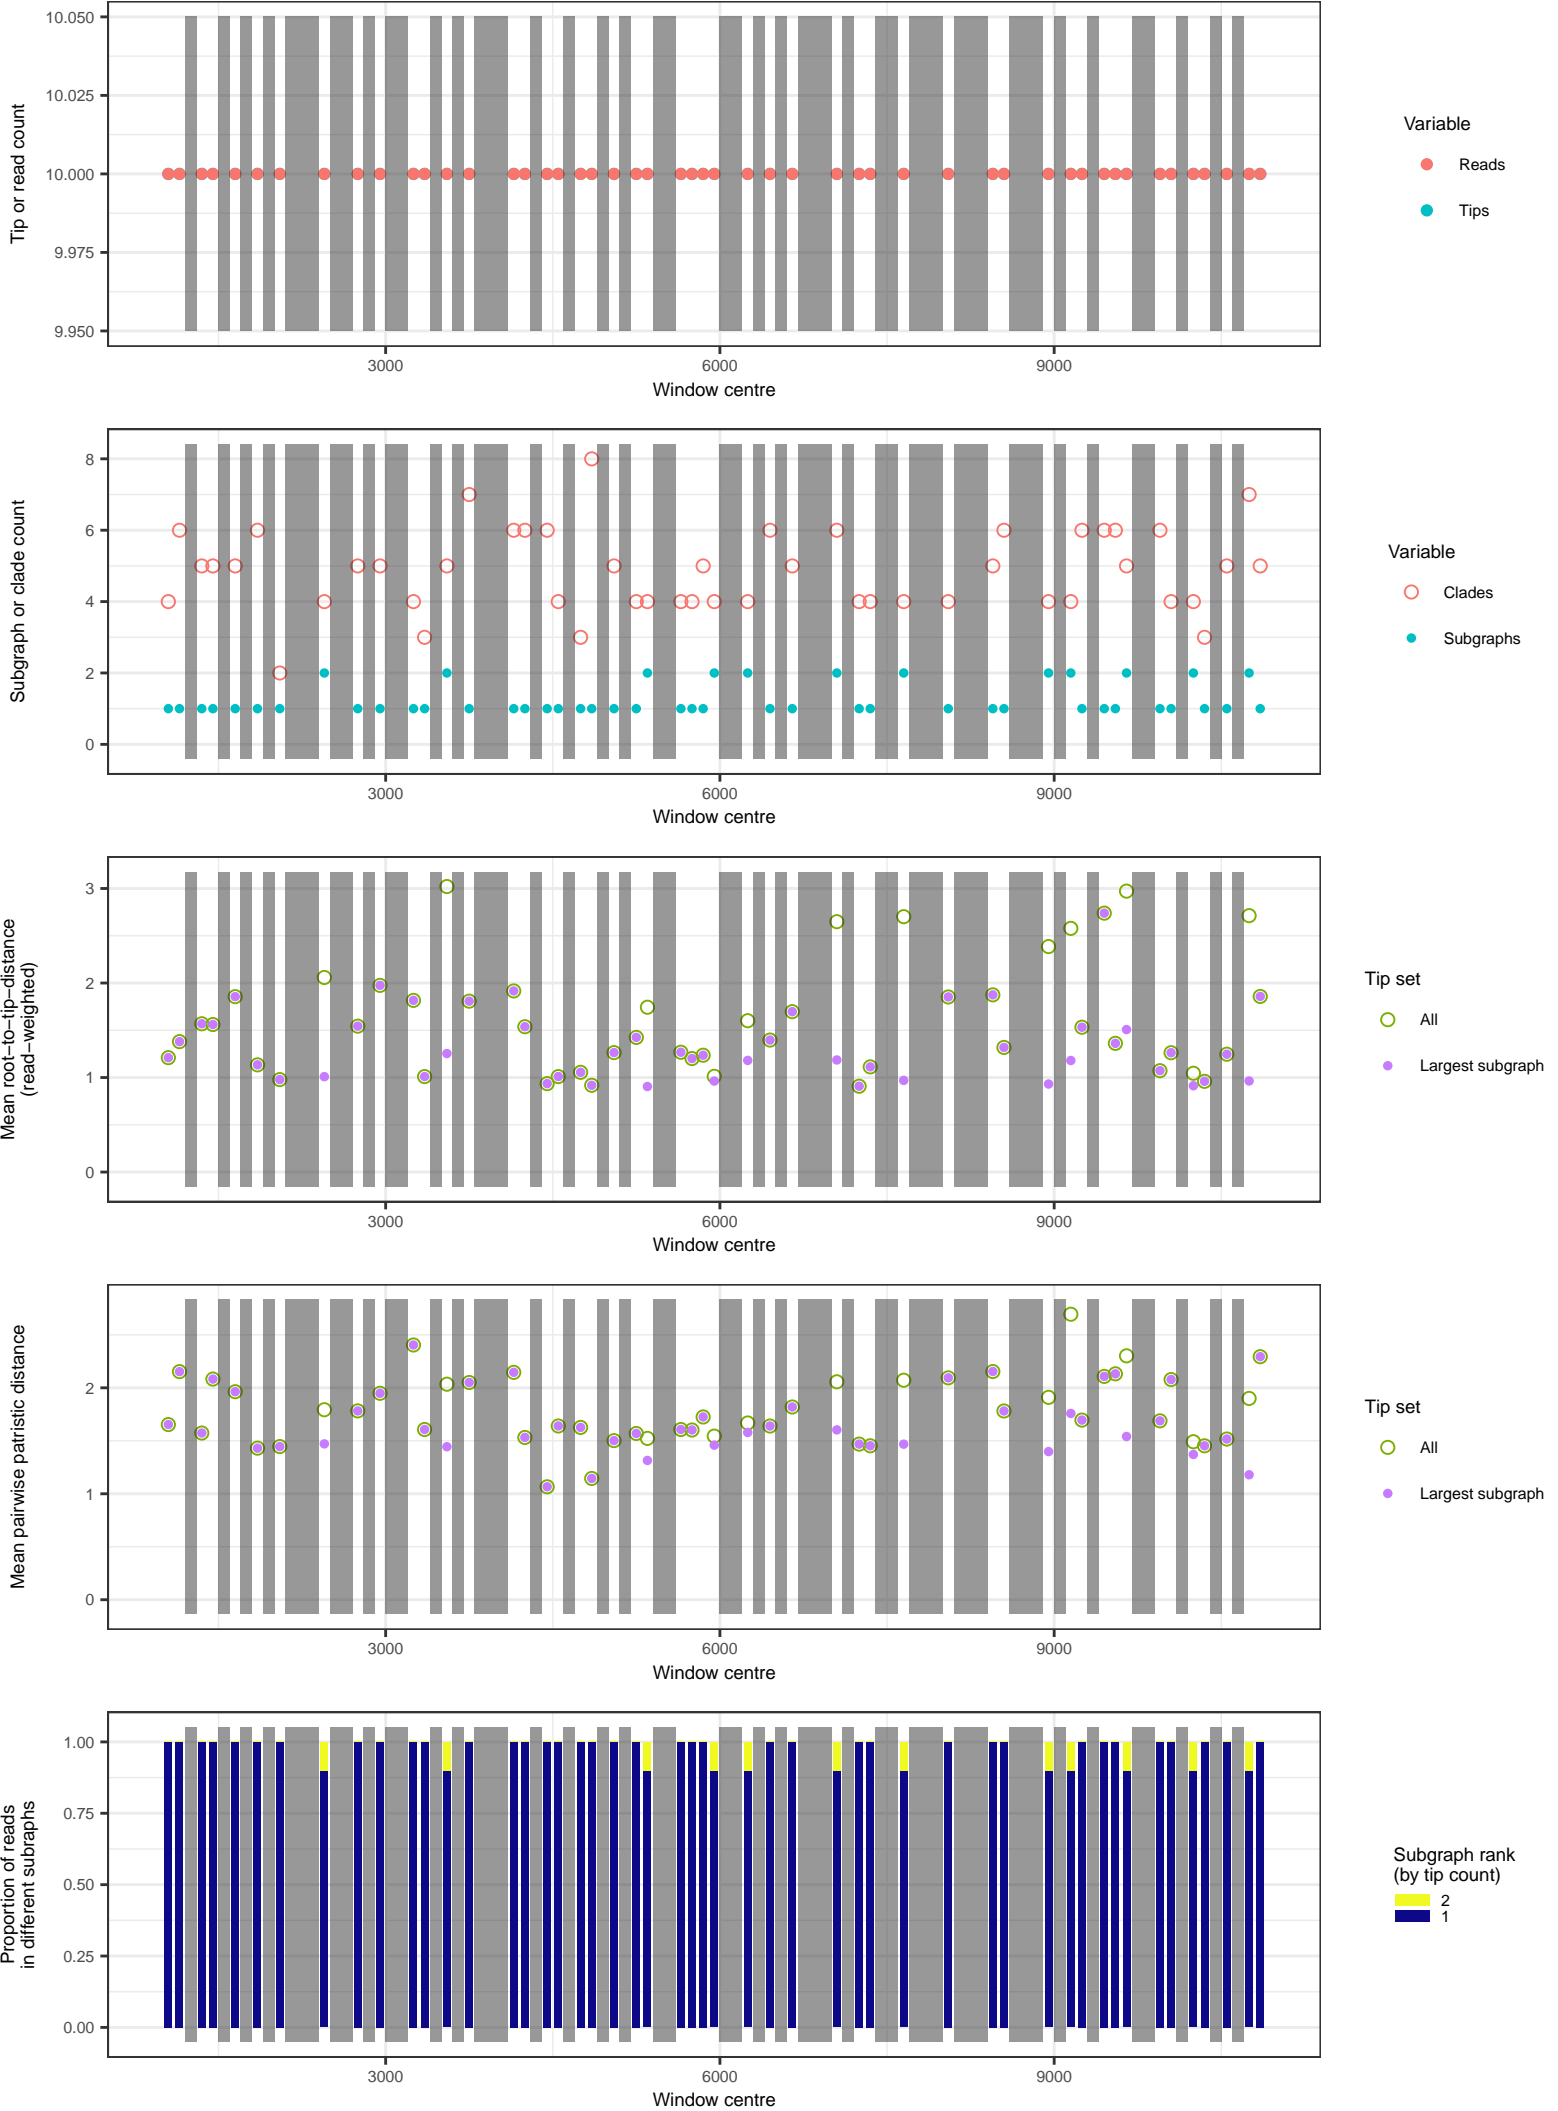 10.050
10.025
10.000
9.975
9.950
Tip or read count
3000
6000
9000
Window centre
Variable
Reads
Tips
8
6
4
2
0
Subgraph or clade count
3000
6000
9000
Window centre
Variable
Clades
Subgraphs
3
2
1
0
Mean root−to−tip−distance
(read−weighted)
3000
6000
9000
Window centre
Tip set
All
Largest subgraph
2
1
0
Mean pairwise patristic distance
3000
6000
9000
Window centre
Tip set
All
Largest subgraph
1.00
0.75
0.50
0.25
0.00
Proportion of reads
in different subraphs
3000
6000
9000
Window centre
Subgraph rank
(by tip count)
2
1